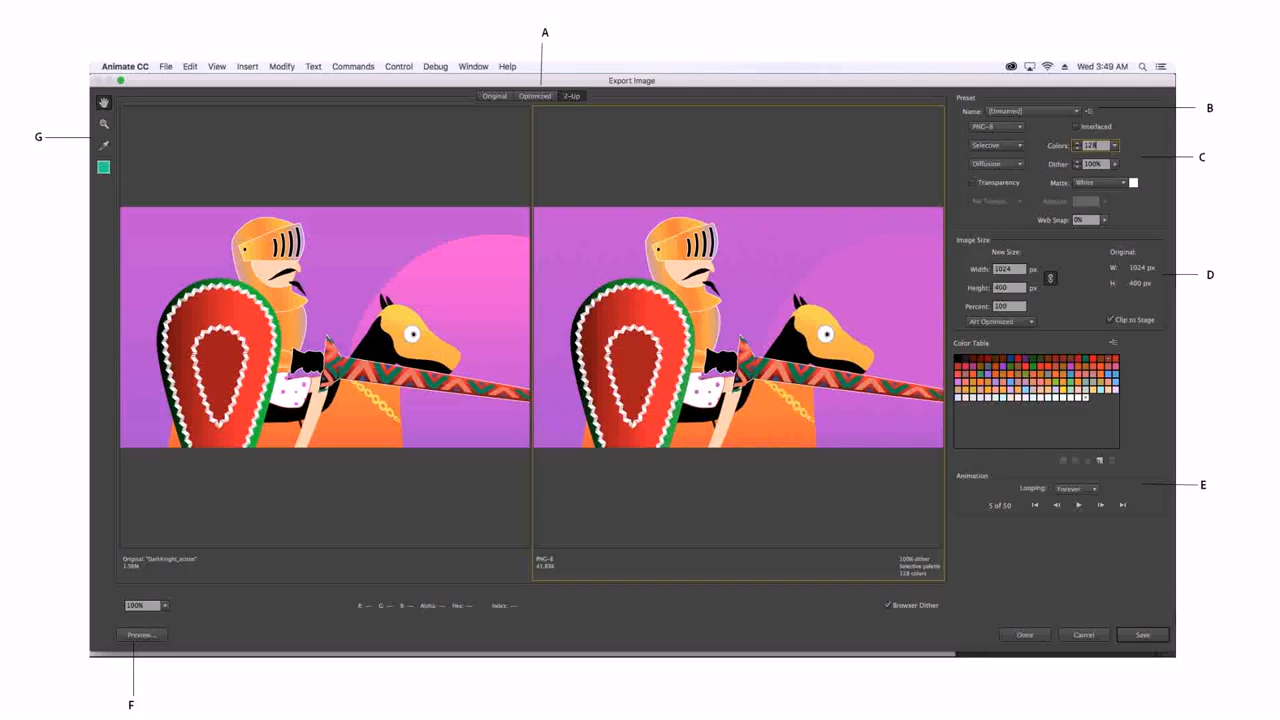 A
Animate CC File Edit View Insert Modify Text Commands Control Debug Window Help Wed 3:49 AM
Export Image
Original Optimized 2-Up
Preset
Name: [Unnamed]
B
PNG-8 Interlaced
G
Selective Colors: 128
C
Diffusion Dither: 100%
Transparency Matte: White
Amount:
Web Snap: 0%
Image Size
New Size: Original:
Width: 1024 px W: 1024 px
D
Height: 400 px H: 400 px
Percent: 100
Art Optimized Clip to Stage
Color Table
Animation
E
Looping: Forever
5 of 50
Original: "DarkKnight_action"
1.56M
PNG-8
41.83K
100% dither
Selective palette
128 colors
100% R: -- G: -- B: -- Alpha: -- Hex: -- Index: -- Browser Dither
Preview... Done Cancel Save
F